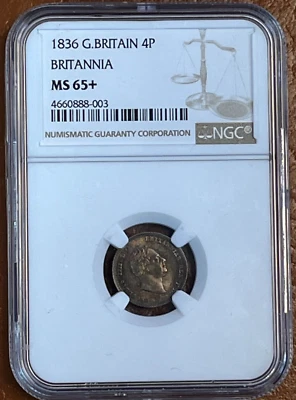 1836 G.BRITAIN 4P
BRITANNIA
MS 65+
4660888-003
NUMISMATIC GUARANTY CORPORATION
NGC®